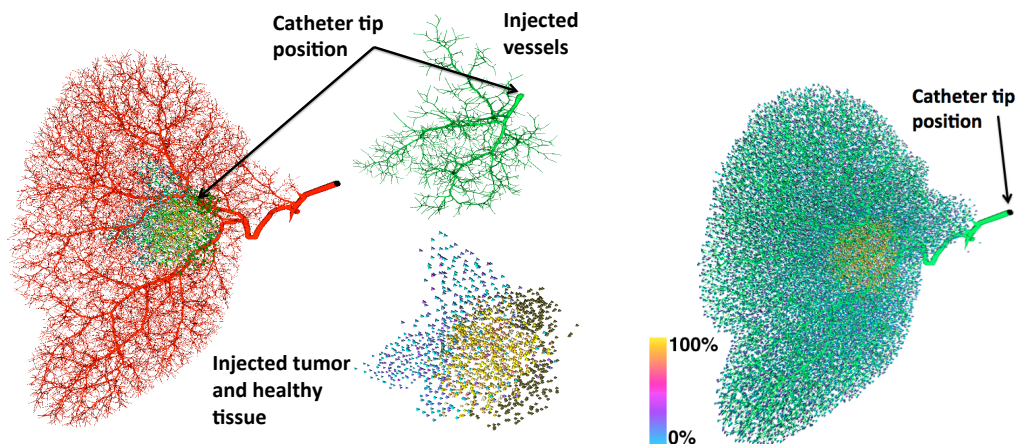 Catheter tip
position
Injected
vessels
Injected tumor
and healthy
tissue
Catheter tip
position
100%
0%